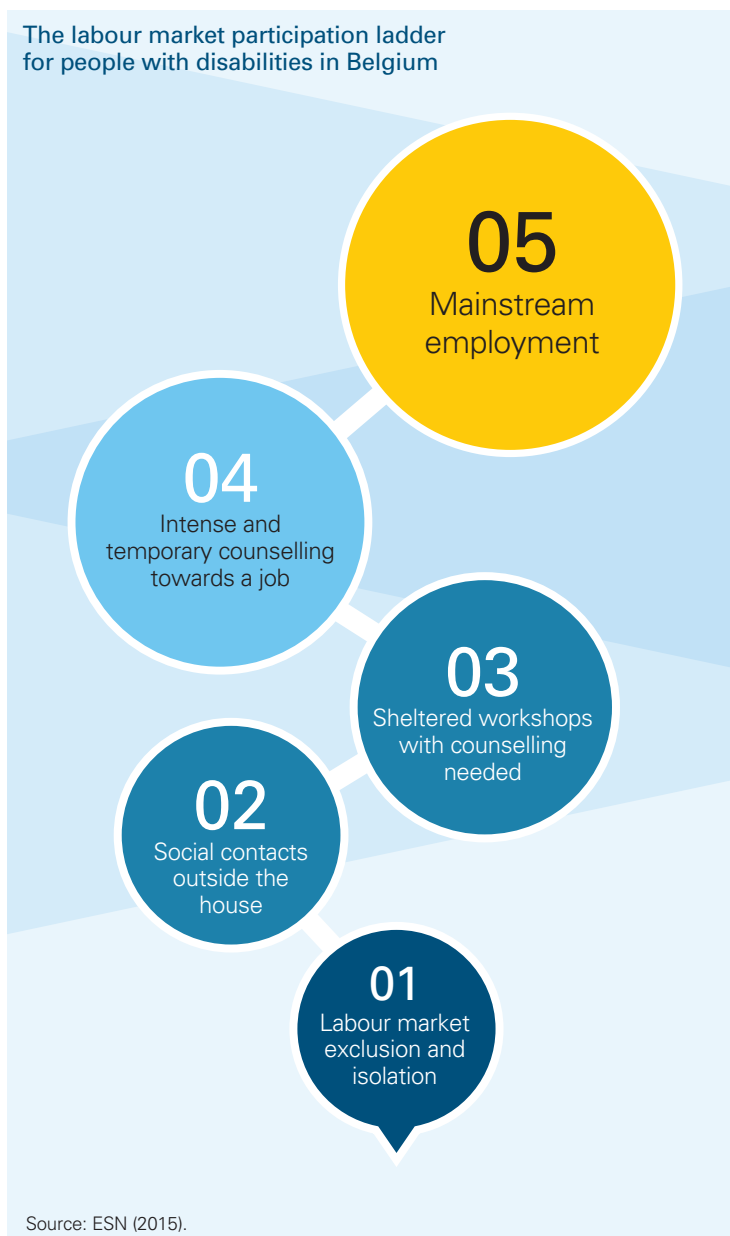 The labour market participation ladder
for people with disabilities in Belgium
05
Mainstream
employment
04
Intense and
temporary counselling
towards a job
03
Sheltered workshops
with counselling
needed
02
Social contacts
outside the
house
01
Labour market
exclusion and
isolation
Source: ESN (2015).